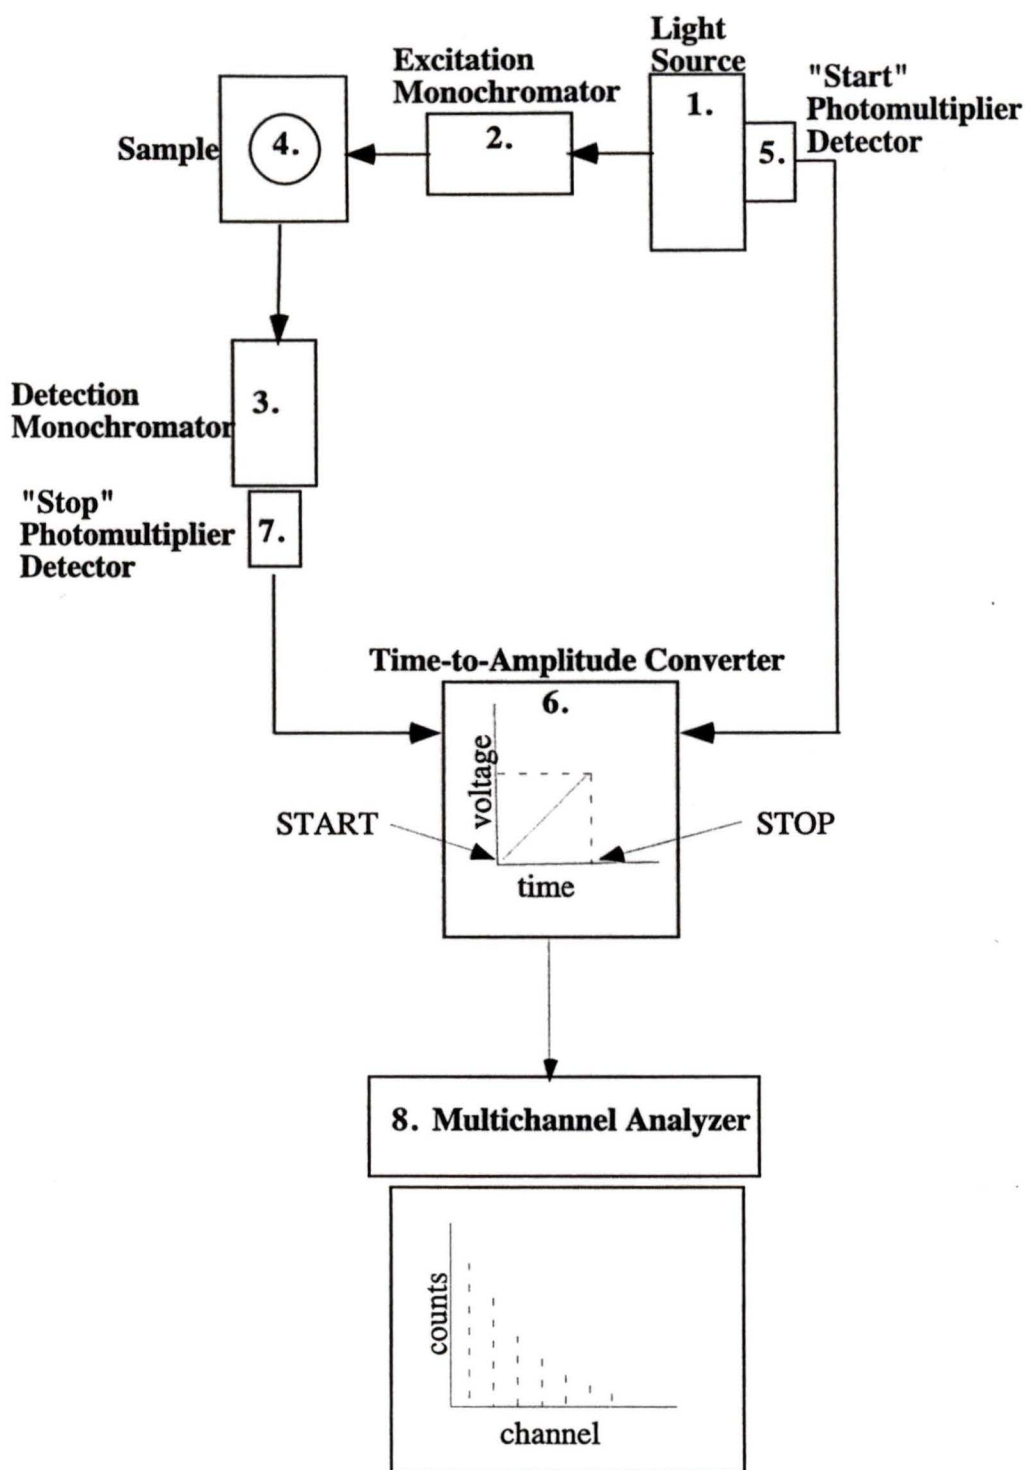 Light
Source
1.
Excitation
Monochromator
2.
"Start"
Photomultiplier
Detector
5.
Sample
4.
Detection
Monochromator
3.
"Stop"
Photomultiplier
Detector
7.
Time-to-Amplitude Converter
6.
voltage
time
START
STOP
8. Multichannel Analyzer
counts
channel